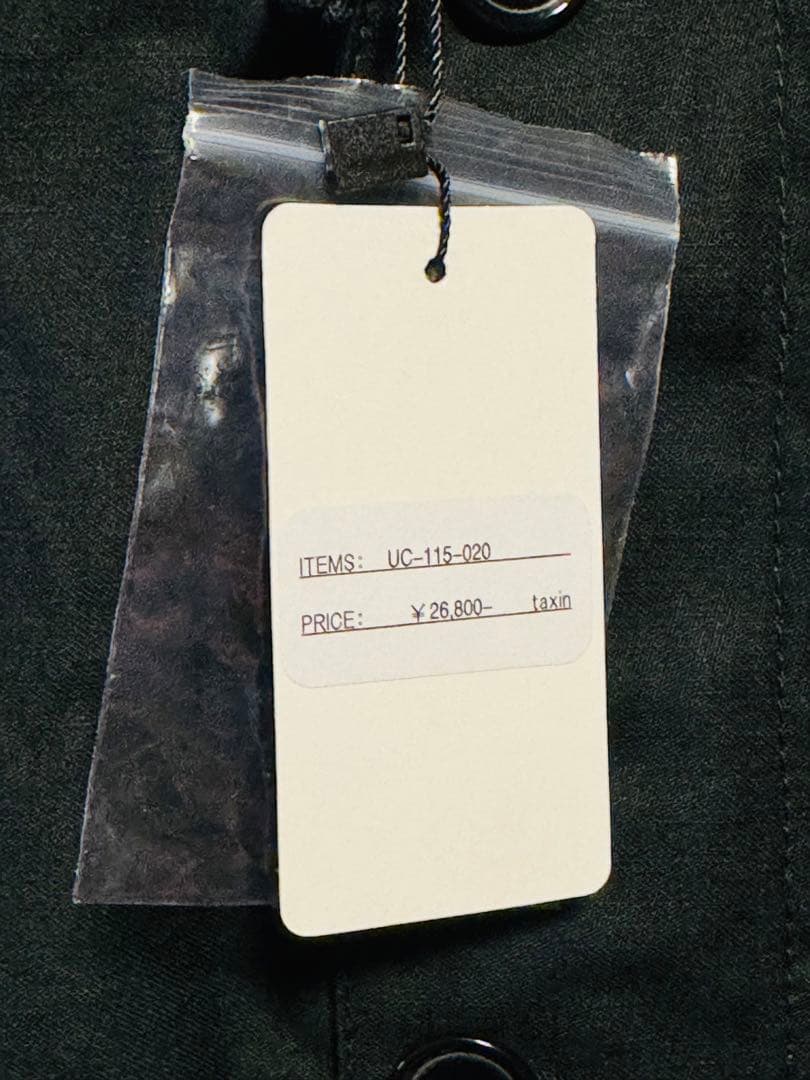 ITEMS: UC-115-020
PRICE: ¥26,800- taxin